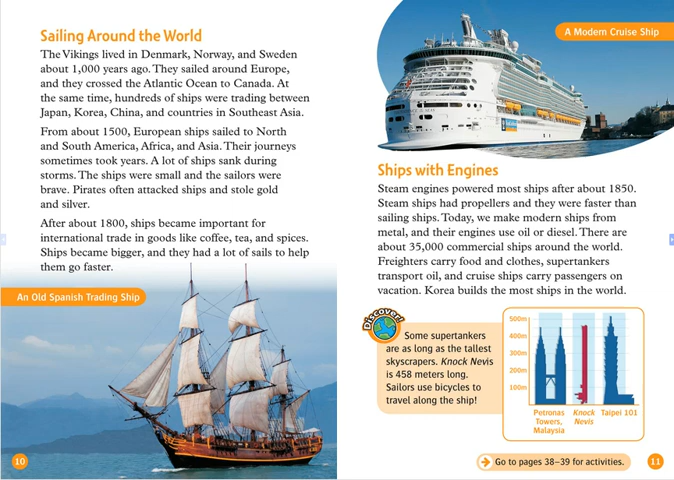 Sailing Around the World
The Vikings lived in Denmark, Norway, and Sweden
about 1,000 years ago. They sailed around Europe,
and they crossed the Atlantic Ocean to Canada. At
the same time, hundreds of ships were trading between
Japan, Korea, China, and countries in Southeast Asia.
From about 1500, European ships sailed to North
and South America, Africa, and Asia. Their journeys
sometimes took years. A lot of ships sank during
storms. The ships were small and the sailors were
brave. Pirates often attacked ships and stole gold
and silver.
After about 1800, ships became important for
international trade in goods like coffee, tea, and spices.
Ships became bigger, and they had a lot of sails to help
them go faster.
An Old Spanish Trading Ship
10
A Modern Cruise Ship
Ships with Engines
Steam engines powered most ships after about 1850.
Steam ships had propellers and they were faster than
sailing ships. Today, we make modern ships from
metal, and their engines use oil or diesel. There are
about 35,000 commercial ships around the world.
Freighters carry food and clothes, supertankers
transport oil, and cruise ships carry passengers on
vacation. Korea builds the most ships in the world.
Discover!
Some supertankers
are as long as the tallest
skyscrapers. Knock Nevis
is 458 meters long.
Sailors use bicycles to
travel along the ship!
500m
400m
300m
200m
100m
Petronas
Towers,
Malaysia
Knock
Nevis
Taipei 101
Go to pages 38–39 for activities.
11